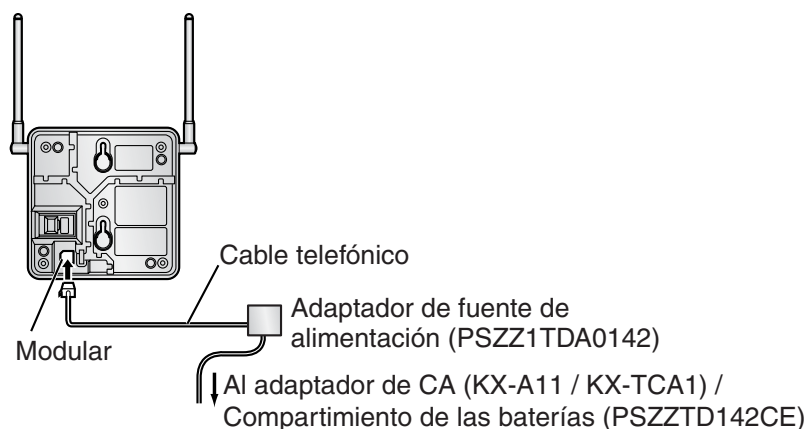 Cable telefónico
Adaptador de fuente de
alimentación (PSZZ1TDA0142)
Modular
Al adaptador de CA (KX-A11 / KX-TCA1) /
Compartimiento de las baterías (PSZZTD142CE)